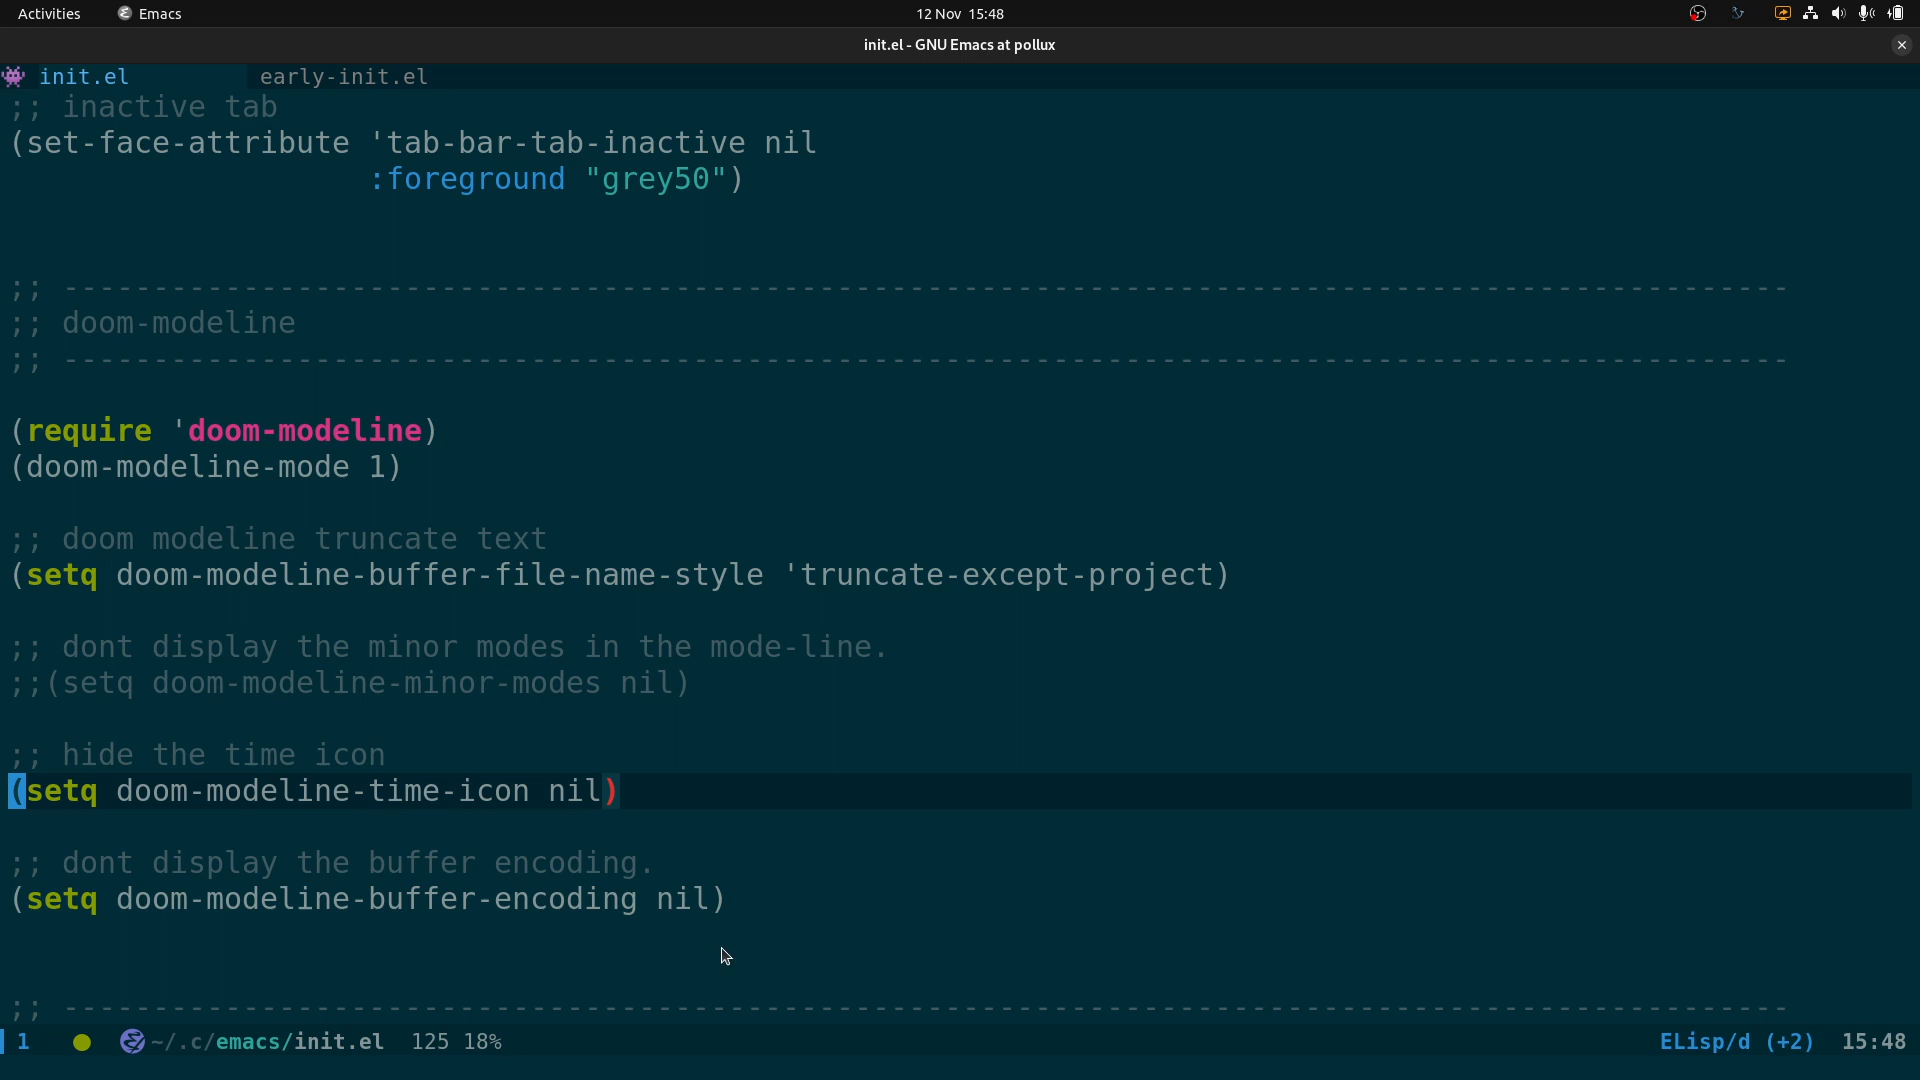 Activities Emacs 12 Nov 15:48
init.el - GNU Emacs at pollux
init.el early-init.el
;; inactive tab
(set-face-attribute 'tab-bar-tab-inactive nil
:foreground "grey50")
;; ------------------------------------------------------------------------------------------------
;; doom-modeline
;; ------------------------------------------------------------------------------------------------
(require 'doom-modeline)
(doom-modeline-mode 1)
;; doom modeline truncate text
(setq doom-modeline-buffer-file-name-style 'truncate-except-project)
;; dont display the minor modes in the mode-line.
;;(setq doom-modeline-minor-modes nil)
;; hide the time icon
(setq doom-modeline-time-icon nil)
;; dont display the buffer encoding.
(setq doom-modeline-buffer-encoding nil)
;; ------------------------------------------------------------------------------------------------
1 ~/.c/emacs/init.el 125 18% ELisp/d (+2) 15:48